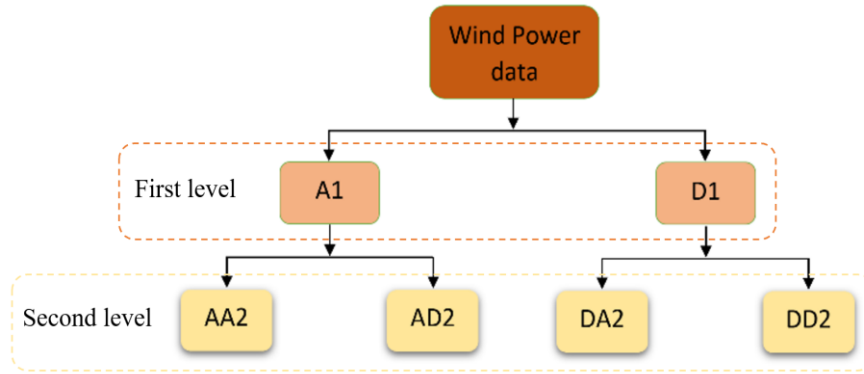 Wind Power
data
First level
A1
D1
Second level
AA2
AD2
DA2
DD2